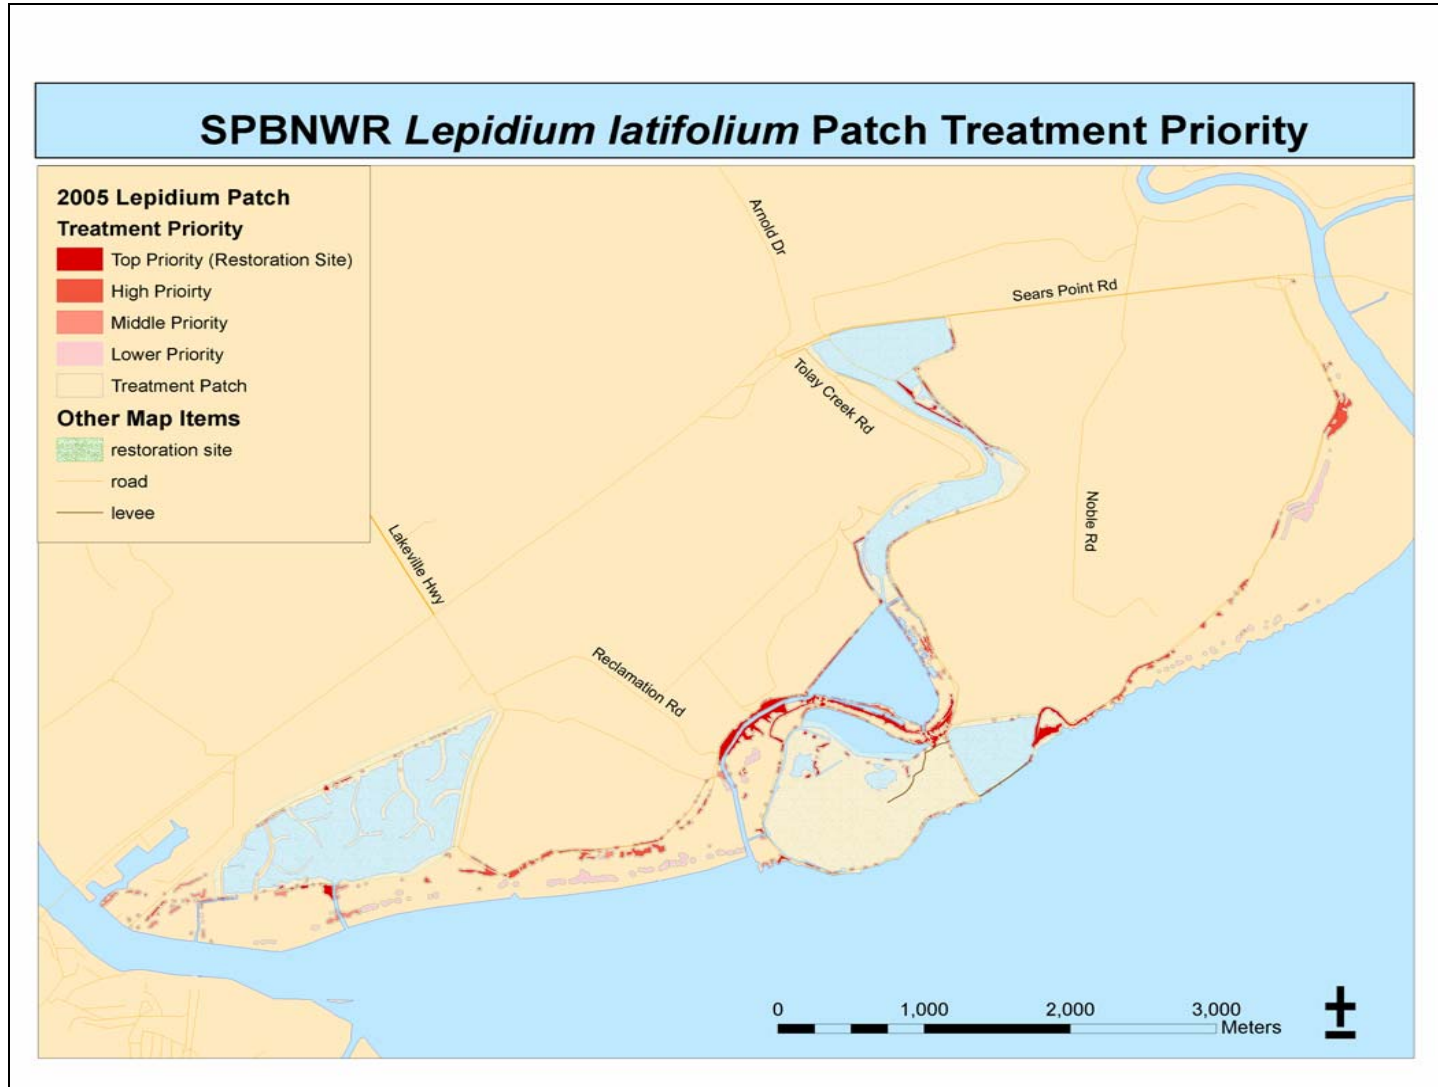 SPBNWR Lepidium latifolium Patch Treatment Priority
2005 Lepidium Patch
Treatment Priority
Top Priority (Restoration Site)
High Prioirty
Middle Priority
Lower Priority
Treatment Patch
Other Map Items
restoration site
road
levee
Arnold Dr
Sears Point Rd
Tolay Creek Rd
Noble Rd
Lakeville Hwy
Reclamation Rd
0 1,000 2,000 3,000
Meters